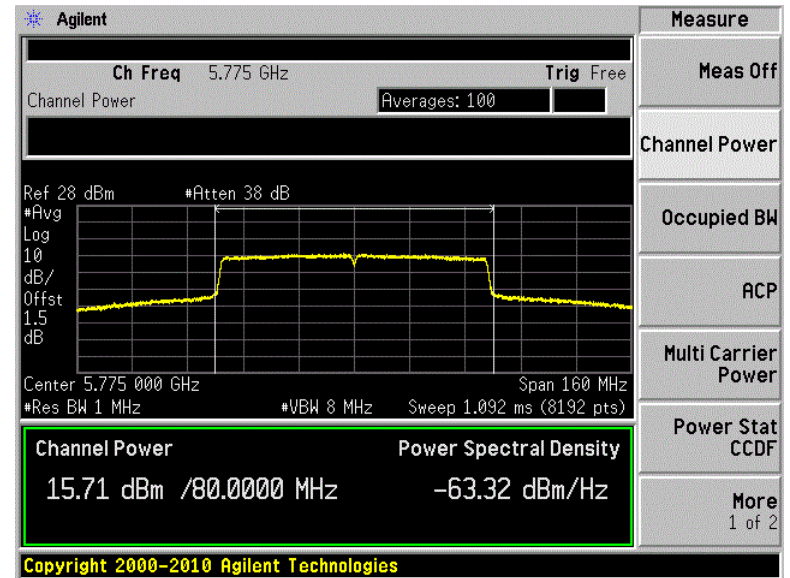 Agilent
Measure
Ch Freq 5.775 GHz Trig Free
Channel Power Averages: 100
Ref 28 dBm #Atten 38 dB
#Avg
Log
10
dB/
Offst
1.5
dB
Center 5.775 000 GHz Span 160 MHz
#Res BW 1 MHz #VBW 8 MHz Sweep 1.092 ms (8192 pts)
Channel Power Power Spectral Density
15.71 dBm /80.0000 MHz -63.32 dBm/Hz
Copyright 2000-2010 Agilent Technologies
Meas Off
Channel Power
Occupied BW
ACP
Multi Carrier
Power
Power Stat
CCDF
More
1 of 2